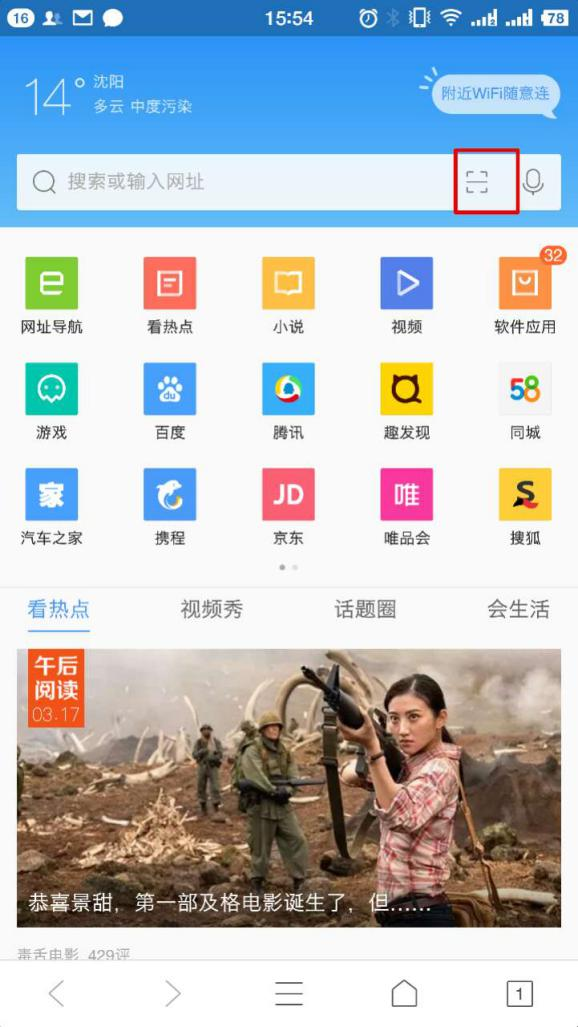 16
15:54
78
14°
沈阳
多云 中度污染
附近WiFi随意连
搜索或输入网址
32
网址导航
看热点
小说
视频
软件应用
du
58
游戏
百度
腾讯
趣发现
同城
家
JD
唯
S
汽车之家
携程
京东
唯品会
搜狐
看热点
视频秀
话题圈
会生活
午后
阅读
03.17
恭喜景甜，第一部及格电影诞生了，但……
毒舌电影 429评
1